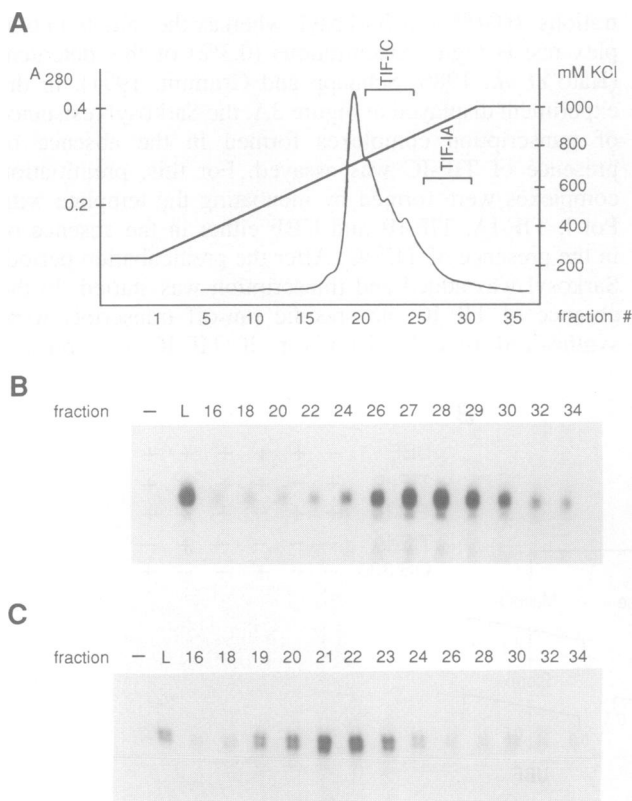 A
A 280
mM KCl
TIF-IC
TIF-IA
0.4
0.2
1000
800
600
400
200
1 5 10 15 20 25 30 35 fraction #
B
fraction – L 16 18 20 22 24 26 27 28 29 30 32 34
C
fraction – L 16 18 19 20 21 22 23 24 26 28 30 32 34